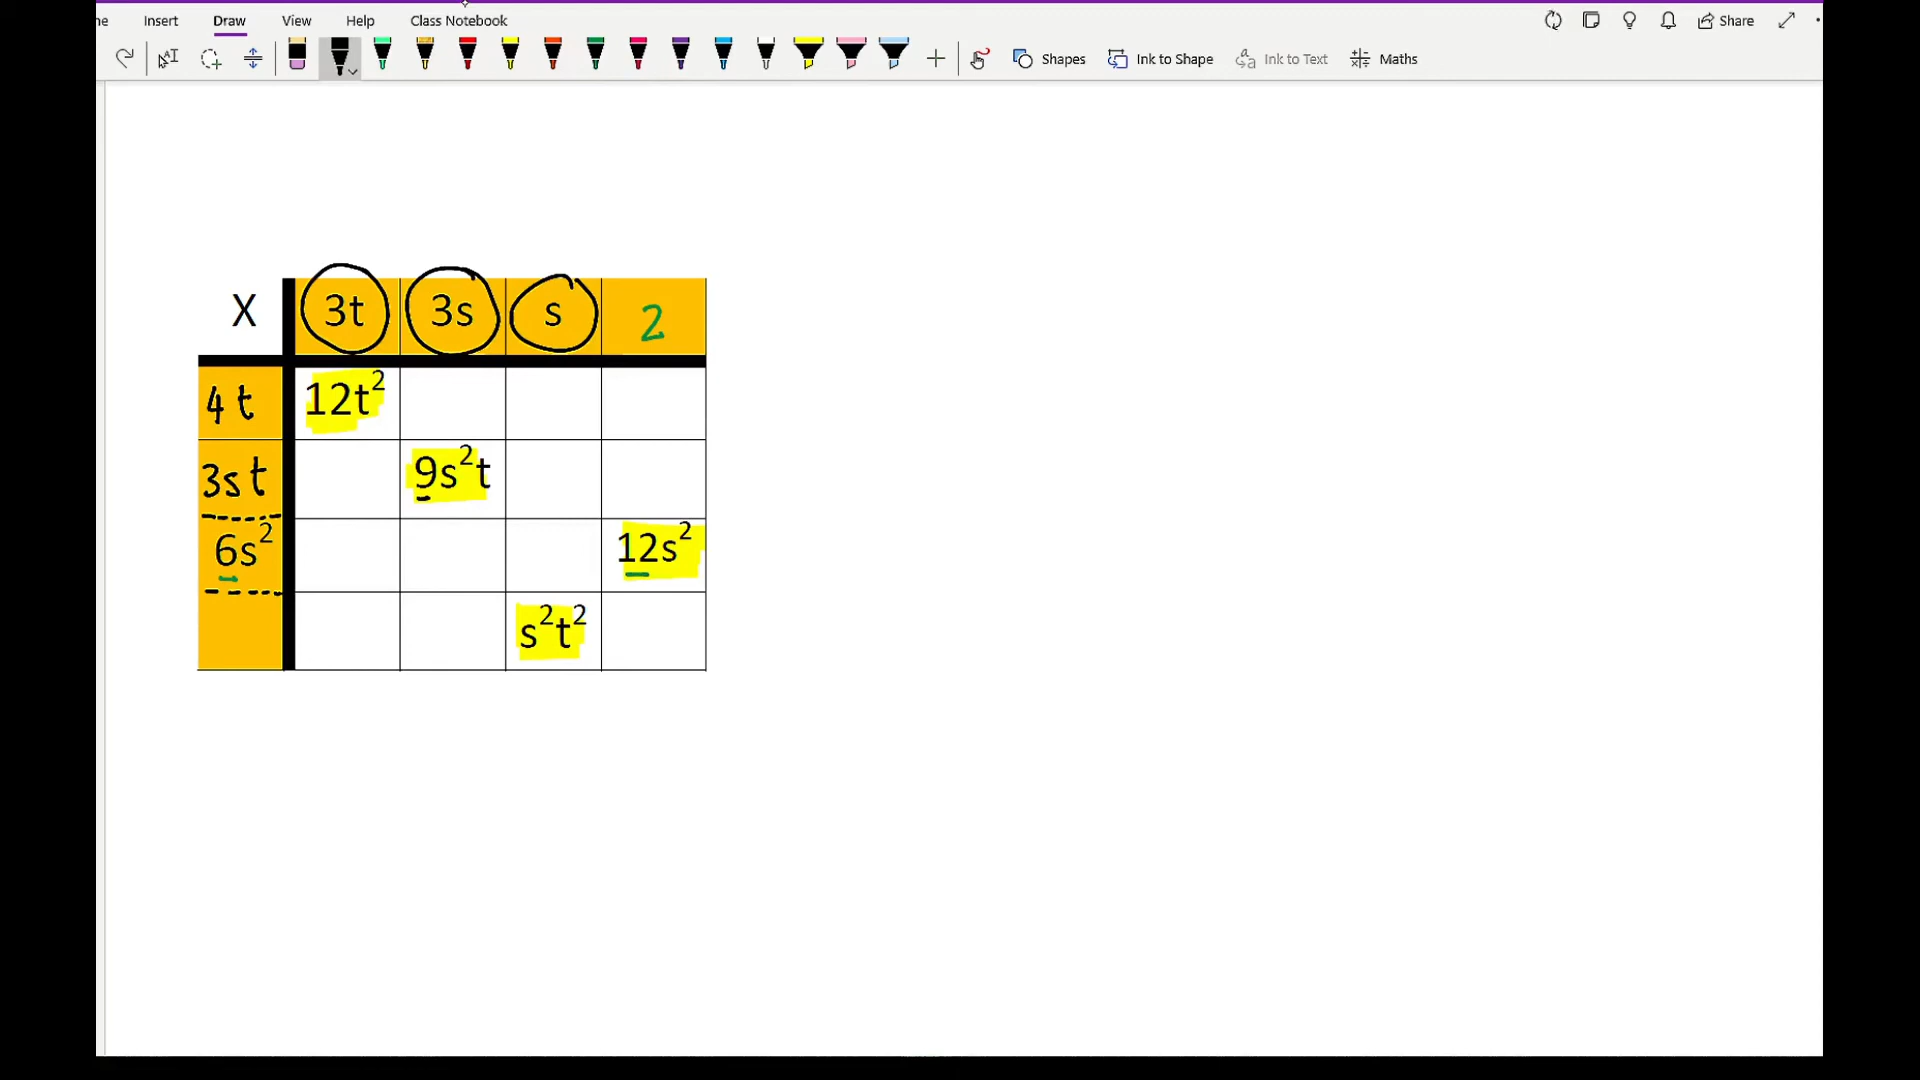 ne Insert Draw View Help Class Notebook Share
Shapes Ink to Shape Ink to Text Maths
X 3t 3s s 2
4t 12t²
3st 9s²t
6s² 12s²
s²t²